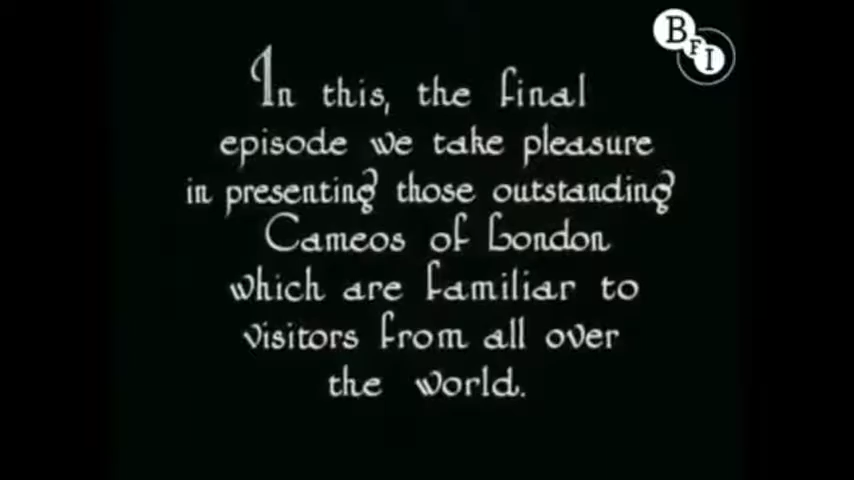 BFI
In this, the final
episode we take pleasure
in presenting those outstanding
Cameos of London
which are familiar to
visitors from all over
the world.